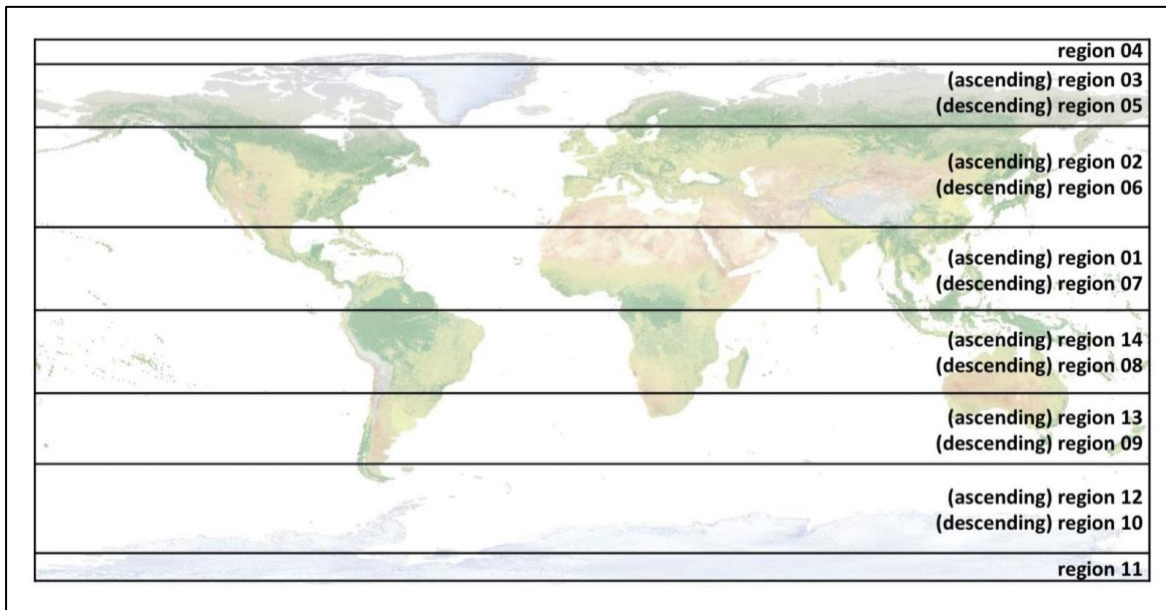 region 04
(ascending) region 03
(descending) region 05
(ascending) region 02
(descending) region 06
(ascending) region 01
(descending) region 07
(ascending) region 14
(descending) region 08
(ascending) region 13
(descending) region 09
(ascending) region 12
(descending) region 10
region 11